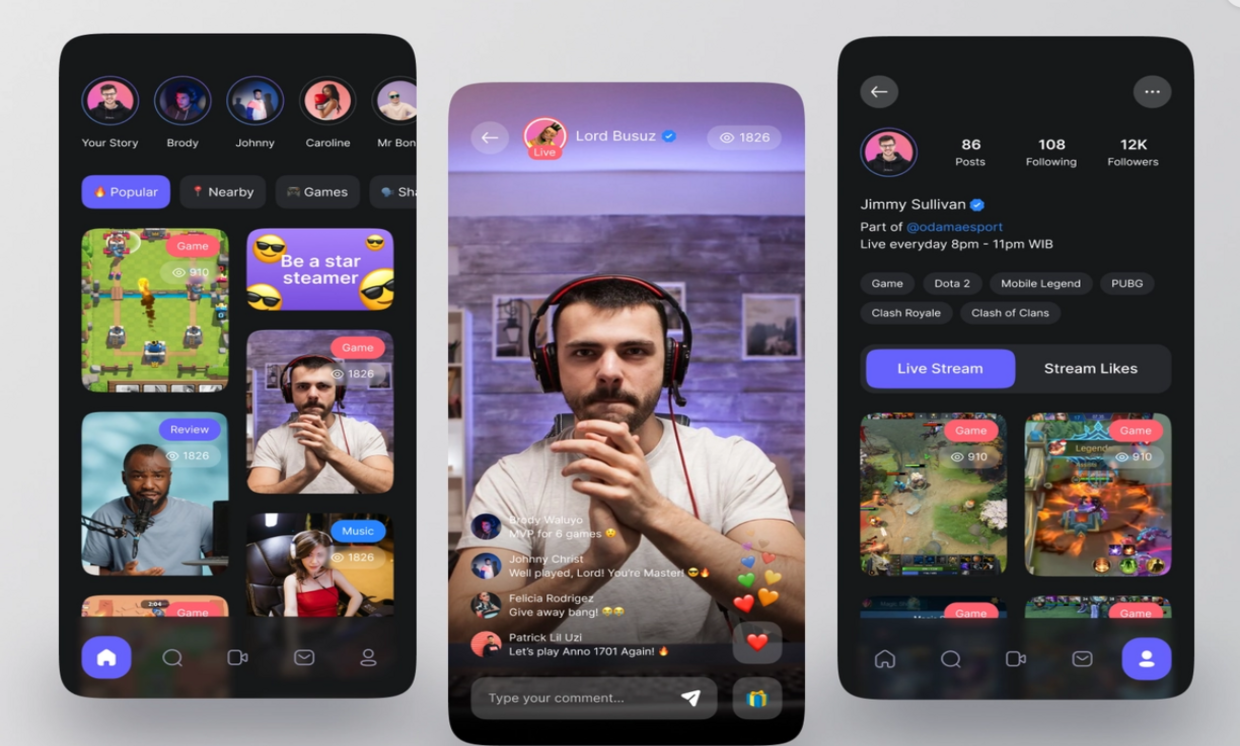 Your Story
Brody
Johnny
Caroline
Mr Bon
🔥 Popular
📍 Nearby
🎮 Games
Game
910
Be a star
steamer
Game
1826
Review
1826
Music
1826
2:04
Game
Lord Busuz
1826
Live
Brody Waluyo
MVP for 6 games 😗
Johnny Christ
Well played, Lord! You're Master! 😎🔥
Felicia Rodrigez
Give away bang! 😂😂
Patrick Lil Uzi
Let's play Anno 1701 Again! 🔥
Type your comment...
86
108
12K
Posts
Following
Followers
Jimmy Sullivan
Part of @odamaesport
Live everyday 8pm - 11pm WIB
Game
Dota 2
Mobile Legend
PUBG
Clash Royale
Clash of Clans
Live Stream
Stream Likes
Game
910
Game
Legend
910
Game
Game